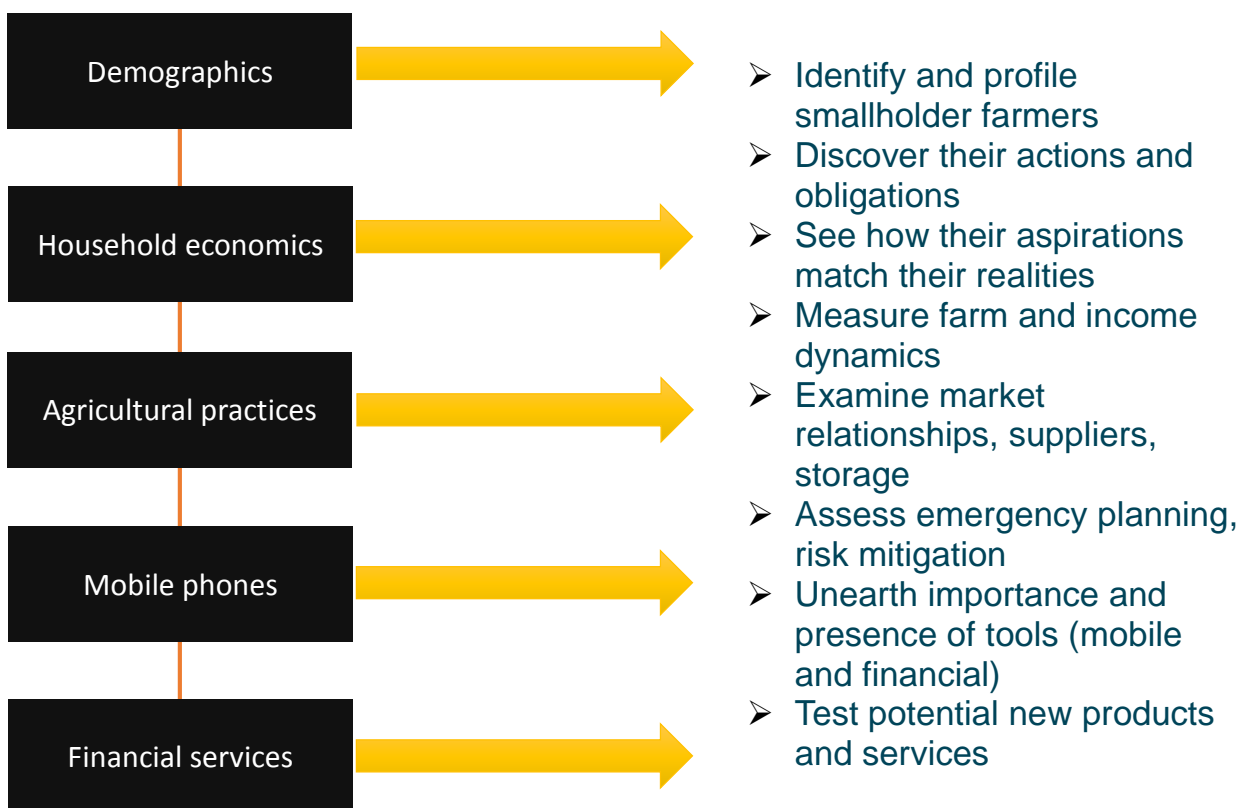 Demographics
Household economics
Agricultural practices
Mobile phones
Financial services
➢ Identify and profile
smallholder farmers
➢ Discover their actions and
obligations
➢ See how their aspirations
match their realities
➢ Measure farm and income
dynamics
➢ Examine market
relationships, suppliers,
storage
➢ Assess emergency planning,
risk mitigation
➢ Unearth importance and
presence of tools (mobile
and financial)
➢ Test potential new products
and services